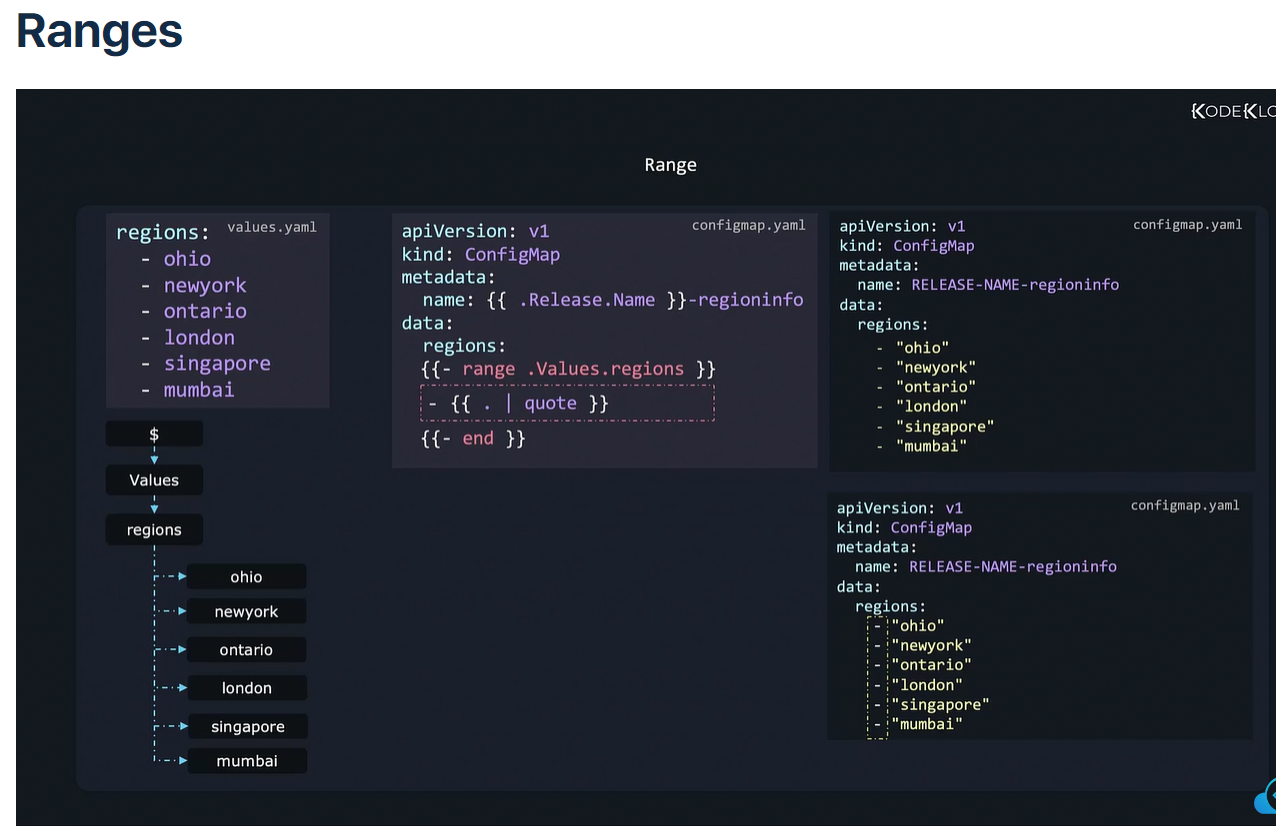 Ranges
KODEKLO
Range
values.yaml
regions:
- ohio
- newyork
- ontario
- london
- singapore
- mumbai
$
Values
regions
ohio
newyork
ontario
london
singapore
mumbai
configmap.yaml
apiVersion: v1
kind: ConfigMap
metadata:
name: {{ .Release.Name }}-regioninfo
data:
regions:
{{- range .Values.regions }}
- {{ . | quote }}
{{- end }}
configmap.yaml
apiVersion: v1
kind: ConfigMap
metadata:
name: RELEASE-NAME-regioninfo
data:
regions:
- "ohio"
- "newyork"
- "ontario"
- "london"
- "singapore"
- "mumbai"
configmap.yaml
apiVersion: v1
kind: ConfigMap
metadata:
name: RELEASE-NAME-regioninfo
data:
regions:
- "ohio"
- "newyork"
- "ontario"
- "london"
- "singapore"
- "mumbai"